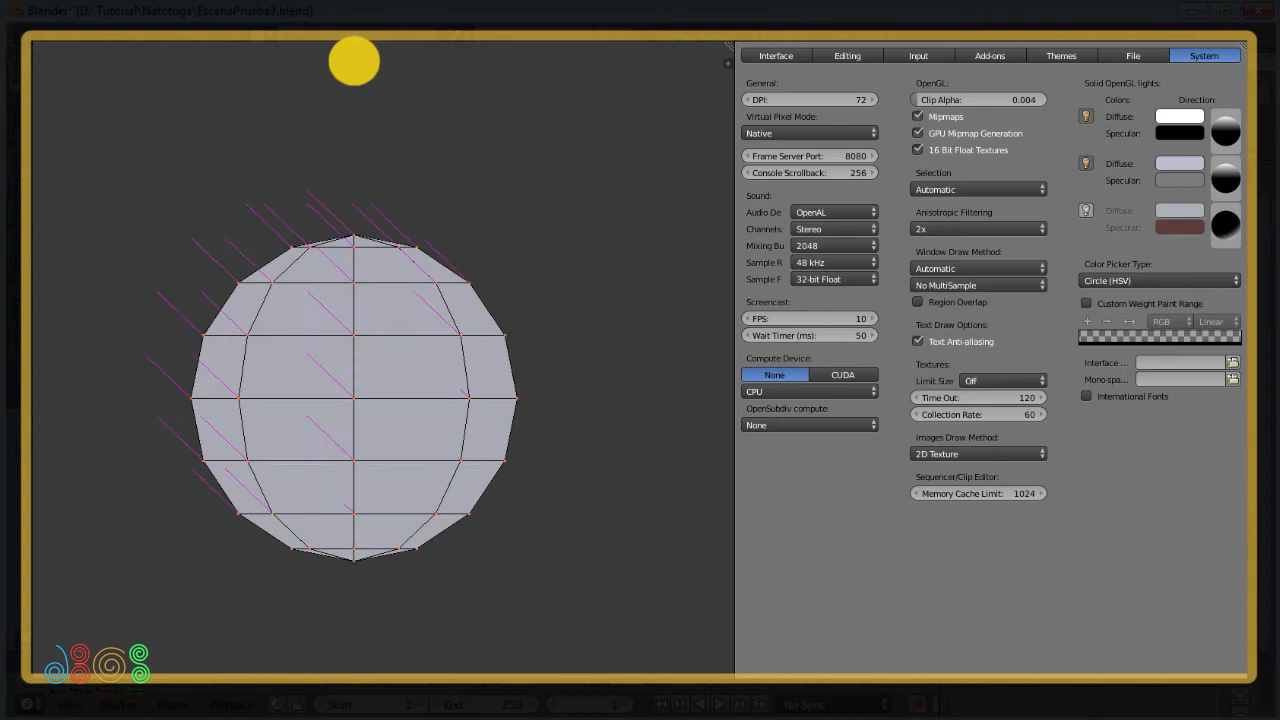 Blender* [D:\Tutorial\Natotuga\EscenaPrueba3.blend]
Interface Editing Input Add-ons Themes File System
General:
DPI: 72
Virtual Pixel Mode:
Native
Frame Server Port: 8080
Console Scrollback: 256
Sound:
Audio De OpenAL
Channels: Stereo
Mixing Bu 2048
Sample R 48 kHz
Sample F 32-bit Float
Screencast:
FPS: 10
Wait Timer (ms): 50
Compute Device:
None CUDA
CPU
OpenSubdiv compute:
None
OpenGL:
Clip Alpha: 0.004
Mipmaps
GPU Mipmap Generation
16 Bit Float Textures
Selection
Automatic
Anisotropic Filtering
2x
Window Draw Method:
Automatic
No MultiSample
Region Overlap
Text Draw Options:
Text Anti-aliasing
Textures:
Limit Size Off
Time Out: 120
Collection Rate: 60
Images Draw Method:
2D Texture
Sequencer/Clip Editor:
Memory Cache Limit: 1024
Solid OpenGL lights:
Colors: Direction:
Diffuse:
Specular:
Diffuse:
Specular:
Diffuse:
Specular:
Color Picker Type:
Circle (HSV)
Custom Weight Paint Range
RGB Linear
Interface ...
Mono spa...
International Fonts
View Marker Frame Playback Start: 1 End: 250 1 No Sync